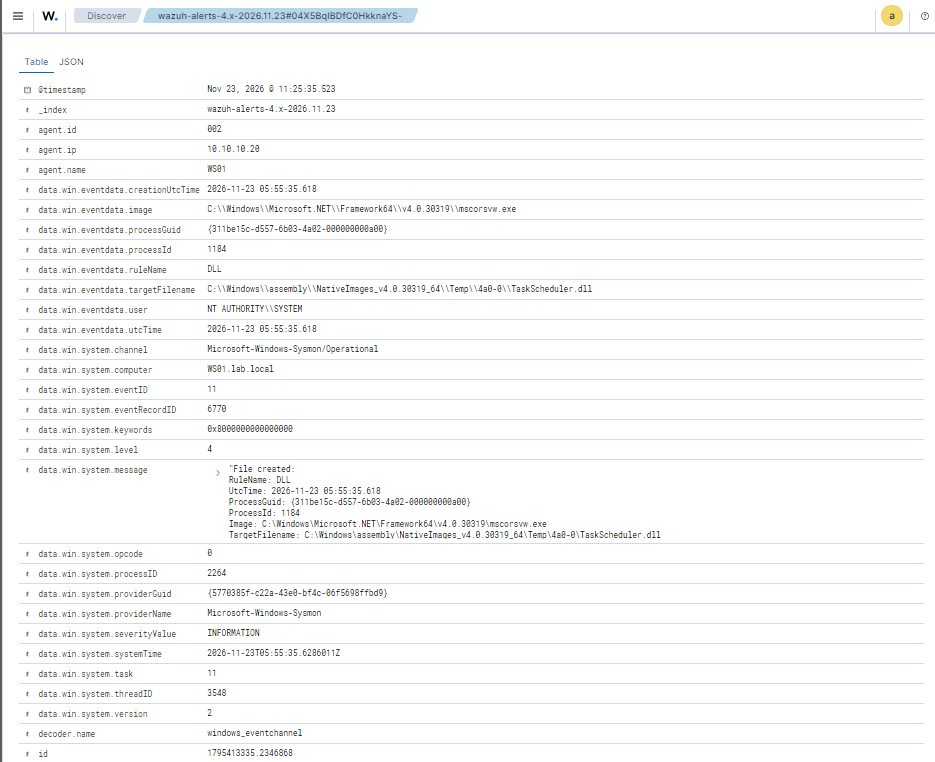 W.
Discover
wazuh-alerts-4.x-2026.11.23#04X5BqIBDfC0HkknaYS-
a
Table JSON
@timestamp Nov 23, 2026 @ 11:25:35.523
t _index wazuh-alerts-4.x-2026.11.23
t agent.id 002
t agent.ip 10.10.10.20
t agent.name WS01
t data.win.eventdata.creationUtcTime 2026-11-23 05:55:35.618
t data.win.eventdata.image C:\\Windows\\Microsoft.NET\\Framework64\\v4.0.30319\\mscorsvw.exe
t data.win.eventdata.processGuid {311be15c-d557-6b03-4a02-000000000a00}
t data.win.eventdata.processId 1184
t data.win.eventdata.ruleName DLL
t data.win.eventdata.targetFilename C:\\Windows\\assembly\\NativeImages_v4.0.30319_64\\Temp\\4a0-0\\TaskScheduler.dll
t data.win.eventdata.user NT AUTHORITY\\SYSTEM
t data.win.eventdata.utcTime 2026-11-23 05:55:35.618
t data.win.system.channel Microsoft-Windows-Sysmon/Operational
t data.win.system.computer WS01.lab.local
t data.win.system.eventID 11
t data.win.system.eventRecordID 6770
t data.win.system.keywords 0x8000000000000000
t data.win.system.level 4
t data.win.system.message "File created:
RuleName: DLL
UtcTime: 2026-11-23 05:55:35.618
ProcessGuid: {311be15c-d557-6b03-4a02-000000000a00}
ProcessId: 1184
Image: C:\Windows\Microsoft.NET\Framework64\v4.0.30319\mscorsvw.exe
TargetFilename: C:\Windows\assembly\NativeImages_v4.0.30319_64\Temp\4a0-0\TaskScheduler.dll
t data.win.system.opcode 0
t data.win.system.processID 2264
t data.win.system.providerGuid {5770385f-c22a-43e0-bf4c-06f5698ffbd9}
t data.win.system.providerName Microsoft-Windows-Sysmon
t data.win.system.severityValue INFORMATION
t data.win.system.systemTime 2026-11-23T05:55:35.6286011Z
t data.win.system.task 11
t data.win.system.threadID 3548
t data.win.system.version 2
t decoder.name windows_eventchannel
t id 1795413335.2346868